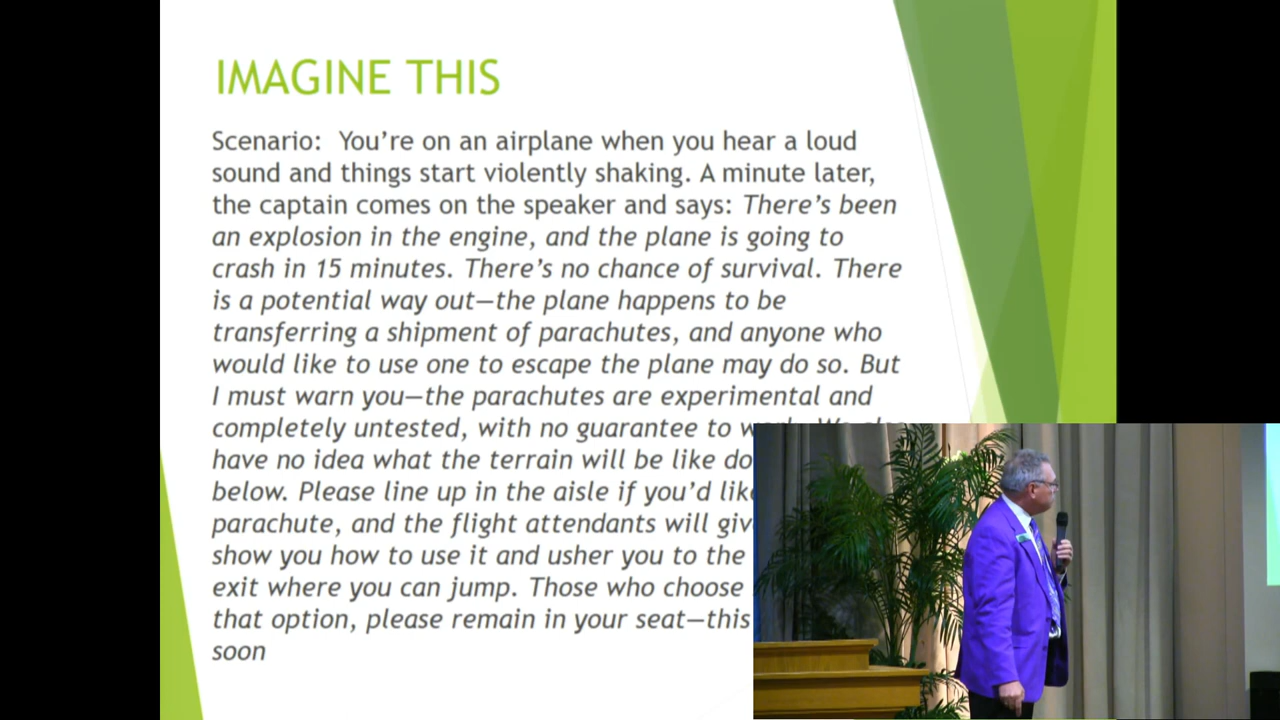 IMAGINE THIS
Scenario:  You’re on an airplane when you hear a loud
sound and things start violently shaking. A minute later,
the captain comes on the speaker and says: There’s been
an explosion in the engine, and the plane is going to
crash in 15 minutes. There’s no chance of survival. There
is a potential way out—the plane happens to be
transferring a shipment of parachutes, and anyone who
would like to use one to escape the plane may do so. But
I must warn you—the parachutes are experimental and
completely untested, with no guarantee to
have no idea what the terrain will be like
below. Please line up in the aisle if you’d
parachute, and the flight attendants will
show you how to use it and usher you to the
exit where you can jump. Those who choose
that option, please remain in your seat—this
soon